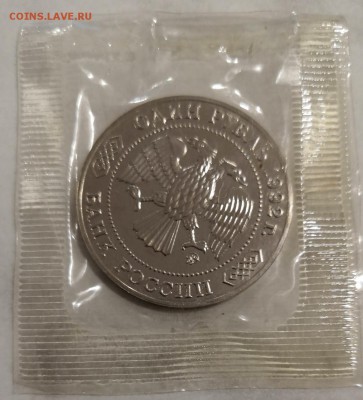 COINS.LAVE.RU
ОДИН РУБЛЬ 1992 г.
БАНК РОССИИ